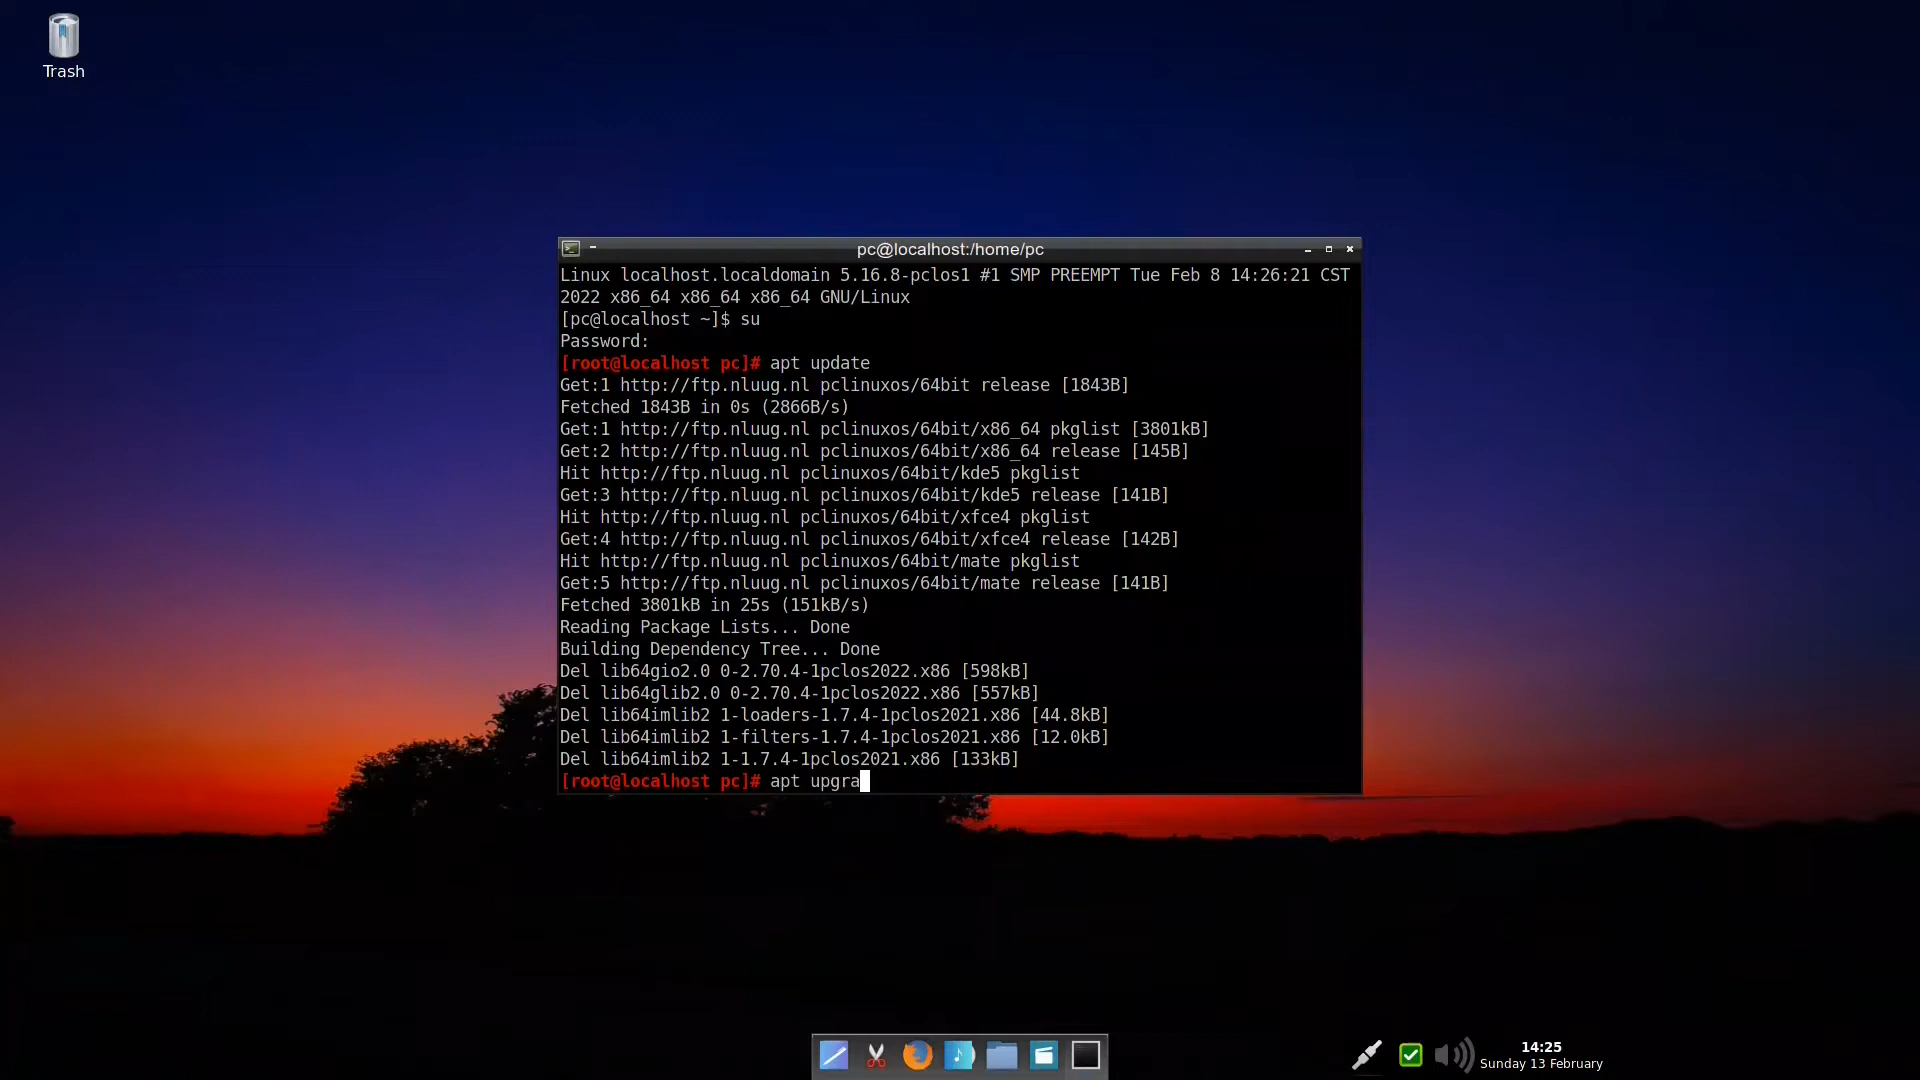 Trash
pc@localhost:/home/pc
Linux localhost.localdomain 5.16.8-pclos1 #1 SMP PREEMPT Tue Feb 8 14:26:21 CST
2022 x86_64 x86_64 x86_64 GNU/Linux
[pc@localhost ~]$ su
Password:
[root@localhost pc]# apt update
Get:1 http://ftp.nluug.nl pclinuxos/64bit release [1843B]
Fetched 1843B in 0s (2866B/s)
Get:1 http://ftp.nluug.nl pclinuxos/64bit/x86_64 pkglist [3801kB]
Get:2 http://ftp.nluug.nl pclinuxos/64bit/x86_64 release [145B]
Hit http://ftp.nluug.nl pclinuxos/64bit/kde5 pkglist
Get:3 http://ftp.nluug.nl pclinuxos/64bit/kde5 release [141B]
Hit http://ftp.nluug.nl pclinuxos/64bit/xfce4 pkglist
Get:4 http://ftp.nluug.nl pclinuxos/64bit/xfce4 release [142B]
Hit http://ftp.nluug.nl pclinuxos/64bit/mate pkglist
Get:5 http://ftp.nluug.nl pclinuxos/64bit/mate release [141B]
Fetched 3801kB in 25s (151kB/s)
Reading Package Lists... Done
Building Dependency Tree... Done
Del lib64gio2.0 0-2.70.4-1pclos2022.x86 [598kB]
Del lib64glib2.0 0-2.70.4-1pclos2022.x86 [557kB]
Del lib64imlib2 1-loaders-1.7.4-1pclos2021.x86 [44.8kB]
Del lib64imlib2 1-filters-1.7.4-1pclos2021.x86 [12.0kB]
Del lib64imlib2 1-1.7.4-1pclos2021.x86 [133kB]
[root@localhost pc]# apt upgra
14:25
Sunday 13 February